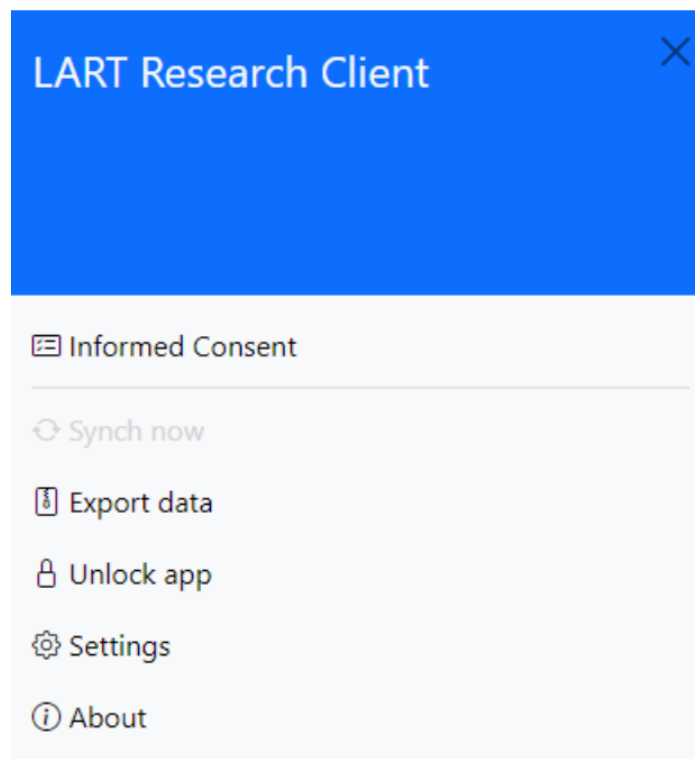 LART Research Client
Informed Consent
Synch now
Export data
Unlock app
Settings
About